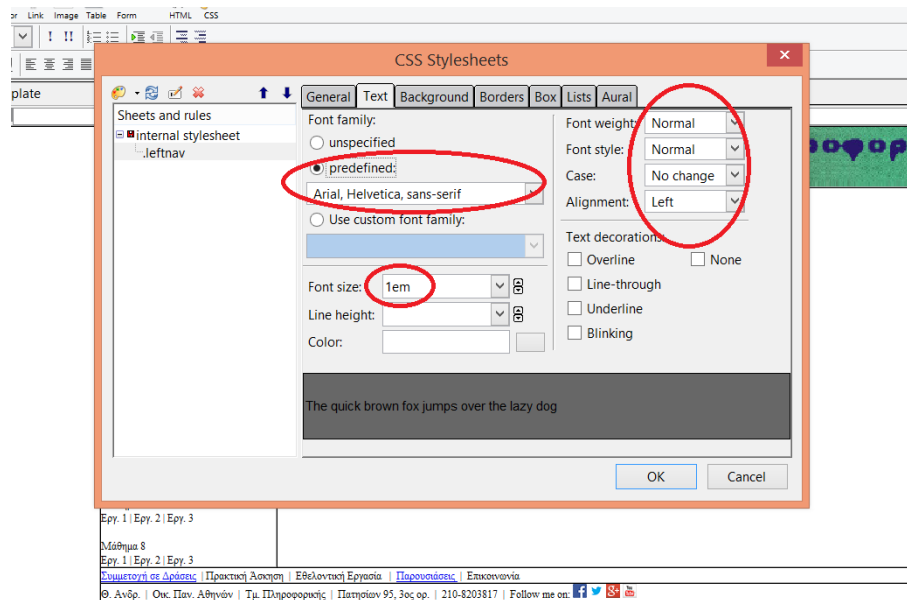 Link Image Table Form HTML CSS
! !!
plate
CSS Stylesheets
General Text Background Borders Box Lists Aural
Sheets and rules
internal stylesheet
.leftnav
Font family:
unspecified
predefined:
Arial, Helvetica, sans-serif
Use custom font family:
Font size: 1em
Line height:
Color:
Font weight: Normal
Font style: Normal
Case: No change
Alignment: Left
Text decorations:
Overline None
Line-through
Underline
Blinking
The quick brown fox jumps over the lazy dog
OK Cancel
Εργ. 1 | Εργ. 2 | Εργ. 3
Μάθημα 8
Εργ. 1 | Εργ. 2 | Εργ. 3
Συμμετοχή σε Δράσεις | Πρακτική Άσκηση | Εθελοντική Εργασία | Παρουσιάσεις | Επικοινωνία
Θ. Ανδρ. | Οικ. Παν. Αθηνών | Τμ. Πληροφορικής | Πατησίων 95, 3ος ορ. | 210-8203817 | Follow me on: